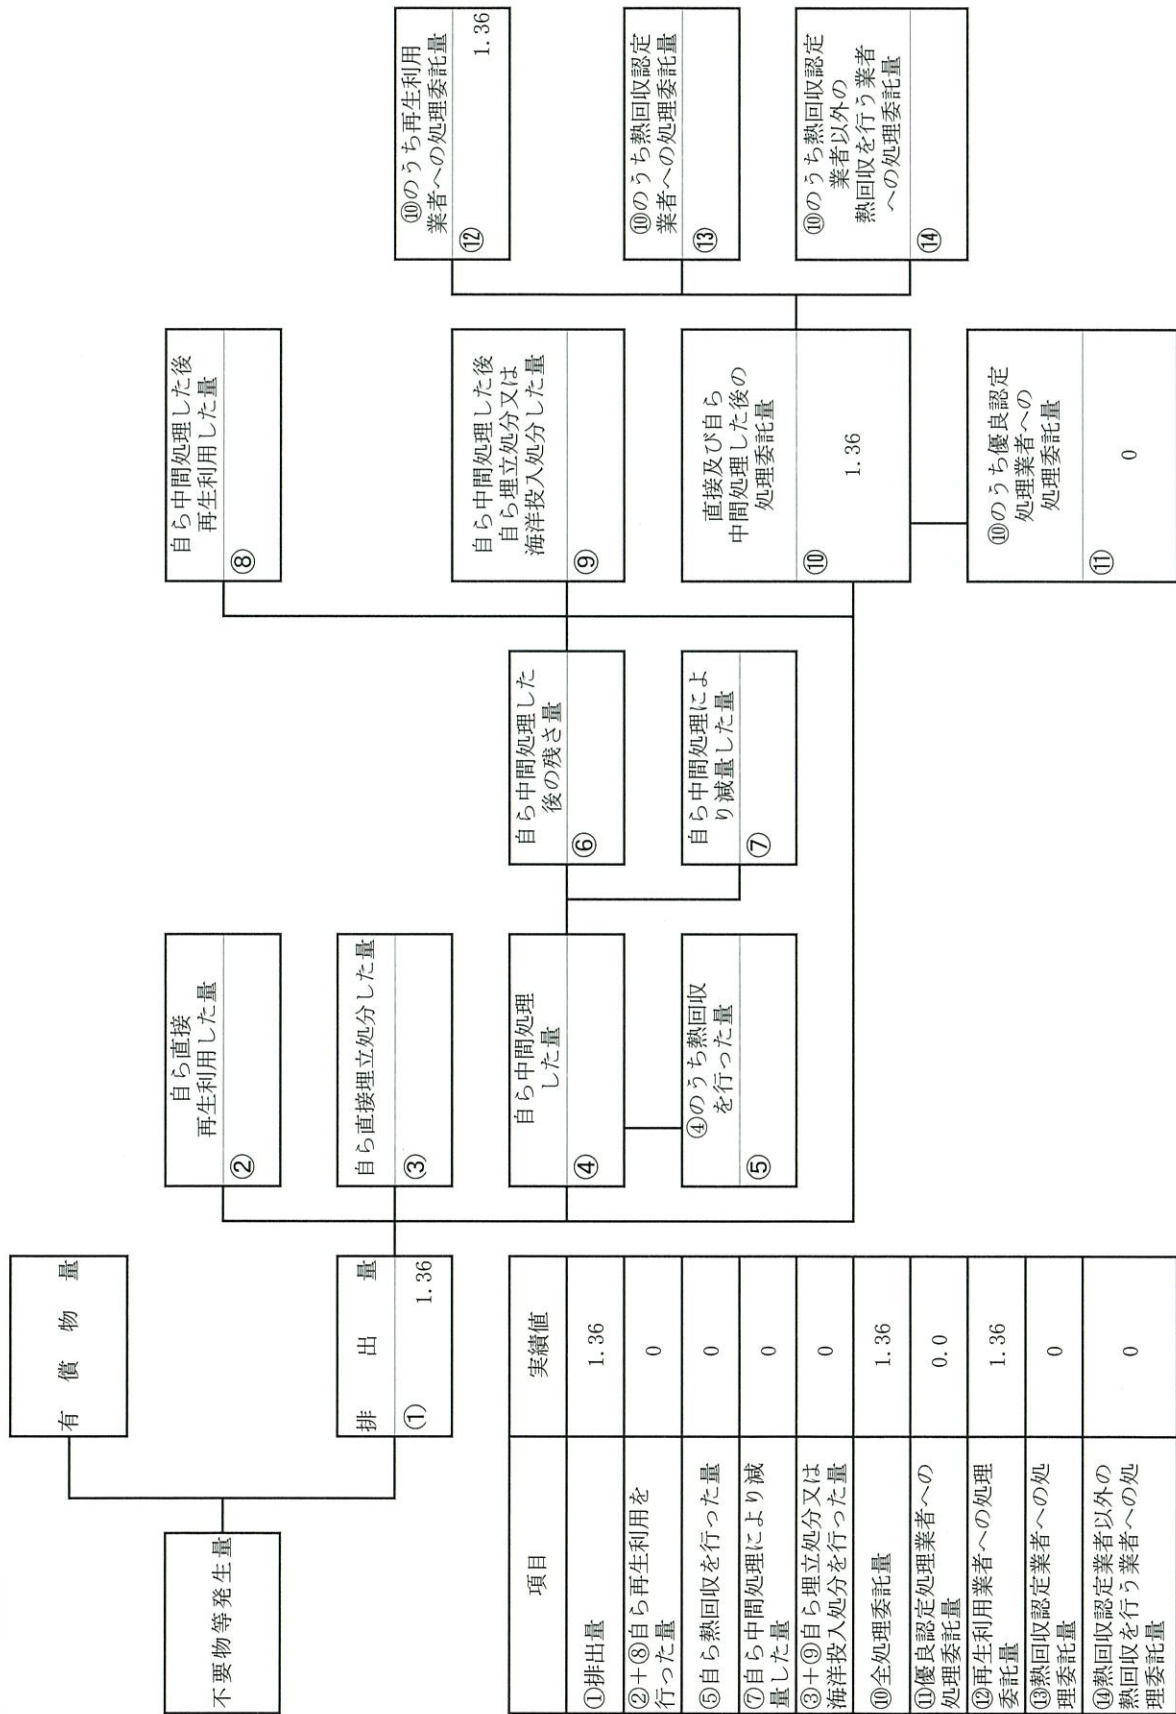 不要物等発生量
有償物量
排出量
①
1.36
自ら直接
再生利用した量
②
自ら直接埋立処分した量
③
自ら中間処理
した量
④
④のうち熱回収
を行った量
⑤
自ら中間処理した
後の残さ量
⑥
自ら中間処理によ
り減量した量
⑦
自ら中間処理した後
再生利用した量
⑧
自ら中間処理した後
自ら埋立処分又は
海洋投入処分した量
⑨
直接及び自ら
中間処理した後の
処理委託量
⑩
1.36
⑩のうち優良認定
処理業者への
処理委託量
⑪
0
⑩のうち再生利用
業者への処理委託量
⑫
1.36
⑩のうち熱回収認定
業者への処理委託量
⑬
⑩のうち熱回収認定
業者以外の
熱回収を行う業者
への処理委託量
⑭
項目 実績値
①排出量 1.36
②+⑧自ら再生利用を
行った量 0
⑤自ら熱回収を行った量 0
⑦自ら中間処理により減
量した量 0
③+⑨自ら埋立処分又は
海洋投入処分を行った量 0
⑩全処理委託量 1.36
⑪優良認定処理業者への
処理委託量 0.0
⑫再生利用業者への処理
委託量 1.36
⑬熱回収認定業者への処
理委託量 0
⑭熱回収認定業者以外の
熱回収を行う業者への処
理委託量 0